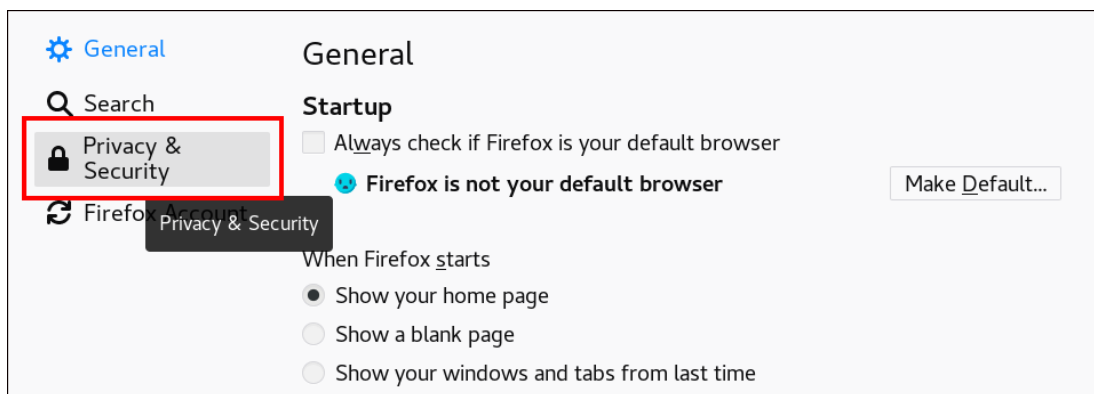 General
Search
Privacy &
Security
Firefox Account
Privacy & Security
General
Startup
Always check if Firefox is your default browser
Firefox is not your default browser
Make Default...
When Firefox starts
Show your home page
Show a blank page
Show your windows and tabs from last time